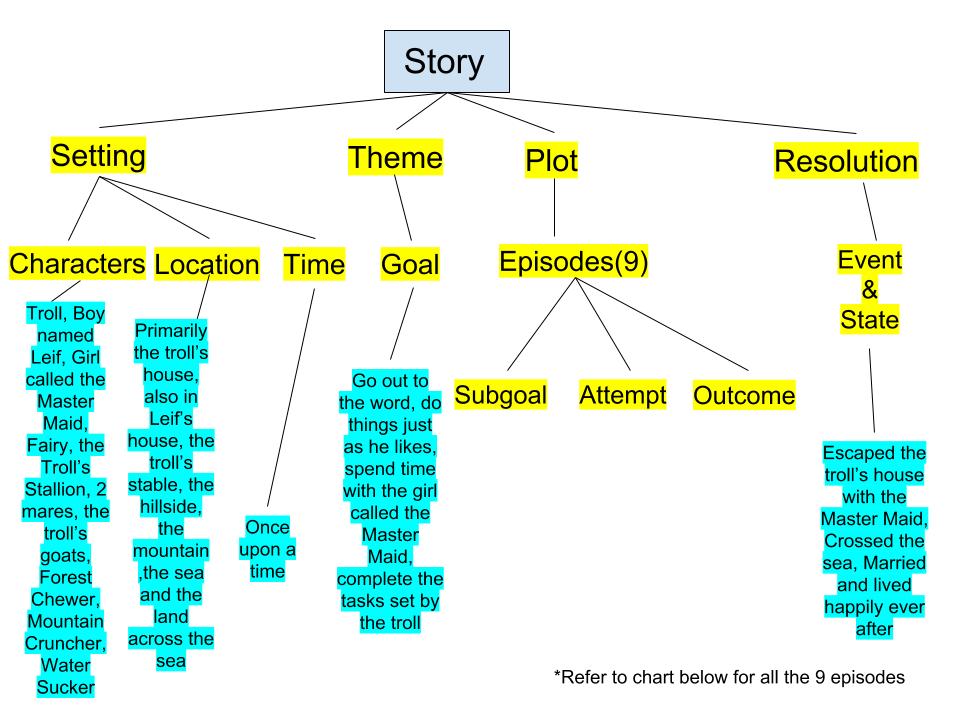 Story
Setting
Theme
Plot
Resolution
Characters
Location
Time
Goal
Episodes(9)
Event
&
State
Troll, Boy
named
Leif, Girl
called the
Master
Maid,
Fairy, the
Troll's
Stallion, 2
mares, the
troll's
goats,
Forest
Chewer,
Mountain
Cruncher,
Water
Sucker
Primarily
the troll's
house,
also in
Leif's
house, the
troll's
stable, the
hillside,
the
mountain
,the sea
and the
land
across the
sea
Once
upon a
time
Go out to
the word, do
things just
as he likes,
spend time
with the girl
called the
Master
Maid,
complete the
tasks set by
the troll
Subgoal
Attempt
Outcome
Escaped the
troll's house
with the
Master Maid,
Crossed the
sea, Married
and lived
happily ever
after
*Refer to chart below for all the 9 episodes